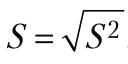 S = √S²